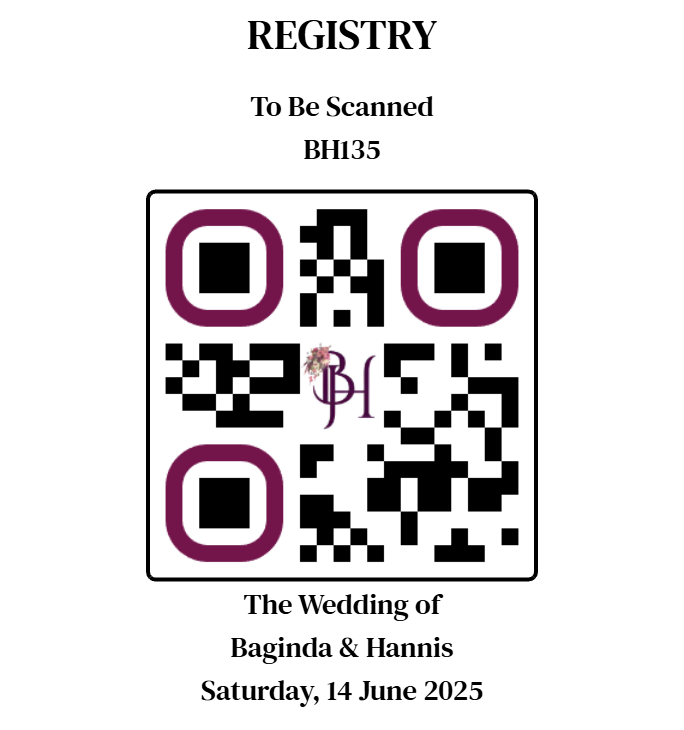 REGISTRY
To Be Scanned
BH135
BH
The Wedding of
Baginda & Hannis
Saturday, 14 June 2025